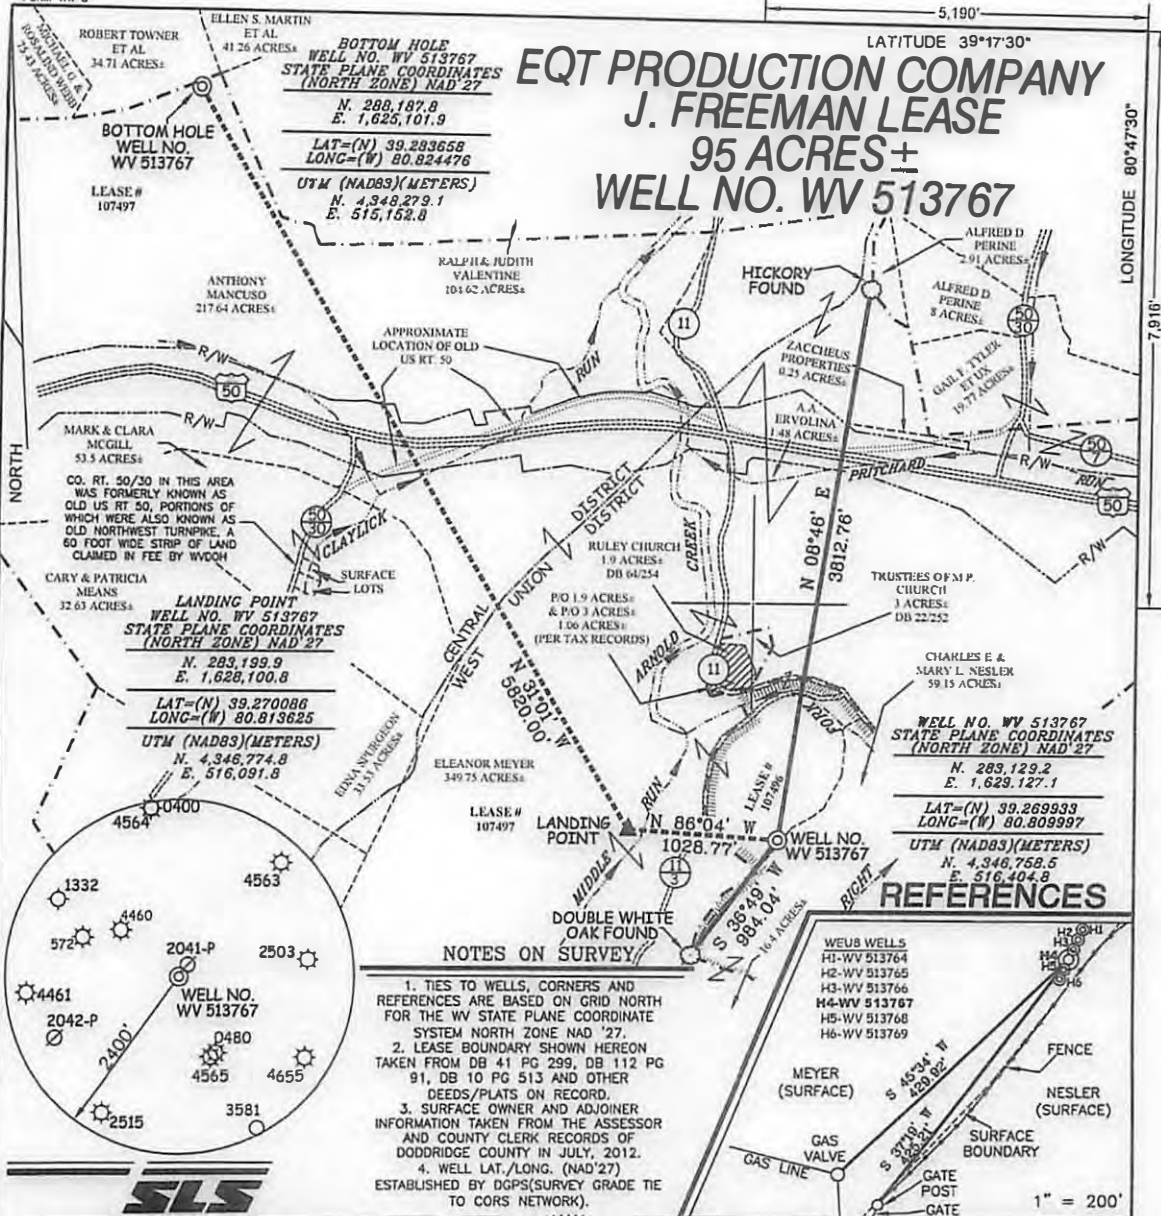 5,190'
LATITUDE 39°17'30"
LONGITUDE 80°47'30"
7,916'
EQT PRODUCTION COMPANY
J. FREEMAN LEASE
95 ACRES±
WELL NO. WV 513767
MICHAEL G. &
ROSALIND WEBB
75.43 ACRES±
ROBERT TOWNER
ET AL
34.71 ACRES±
ELLEN S. MARTIN
ET AL
41.26 ACRES±
BOTTOM HOLE
WELL NO. WV 513767
STATE PLANE COORDINATES
(NORTH ZONE) NAD'27
N. 288,187.8
E. 1,625,101.9
LAT=(N) 39.283658
LONG=(W) 80.824476
UTM (NAD83)(METERS)
N. 4,348,279.1
E. 515,152.8
BOTTOM HOLE
WELL NO.
WV 513767
LEASE #
107497
ANTHONY
MANCUSO
217.64 ACRES±
RALPH & JUDITH
VALENTINE
104.62 ACRES±
HICKORY
FOUND
ALFRED D
PERINE
2.91 ACRES±
ALFRED D.
PERINE
8 ACRES±
50
30
GAIL F. TYLER
ET UX
19.77 ACRES±
ZACCHEUS
PROPERTIES
0.25 ACRES±
A.A.
ERVOLINA
1.48 ACRES±
APPROXIMATE
LOCATION OF OLD
US RT. 50
RUN
11
R/W
50
R/W
NORTH
MARK & CLARA
MCGILL
53.5 ACRES±
CO. RT. 50/30 IN THIS AREA
WAS FORMERLY KNOWN AS
OLD US RT 50, PORTIONS OF
WHICH WERE ALSO KNOWN AS
OLD NORTHWEST TURNPIKE, A
60 FOOT WIDE STRIP OF LAND
CLAIMED IN FEE BY WVDOH
50
30
CLAYLICK
SURFACE
LOTS
CARY & PATRICIA
MEANS
32.63 ACRES±
PRITCHARD
RUN
R/W
50
7
50
R/W
CENTRAL UNION DISTRICT
WEST DISTRICT
CREEK
N 08°46' E
3812.76'
RULEY CHURCH
1.9 ACRES±
DB 64/254
P/O 1.9 ACRES±
& P/O 3 ACRES±
1.06 ACRES±
(PER TAX RECORDS)
TRUSTEES OF M.P.
CHURCH
3 ACRES±
DB 22/252
ARNOLD
11
FORK
CHARLES E &
MARY L. NESLER
59.15 ACRES±
LANDING POINT
WELL NO. WV 513767
STATE PLANE COORDINATES
(NORTH ZONE) NAD'27
N. 283,199.9
E. 1,628,100.8
LAT=(N) 39.270086
LONG=(W) 80.813625
UTM (NAD83)(METERS)
N. 4,346,774.8
E. 516,091.8
N 31°01' W
5820.00'
EDNA SPURGEON
33.53 ACRES±
ELEANOR MEYER
349.75 ACRES±
LEASE #
107497
LANDING
POINT
MIDDLE
RUN
N 86°04' W
1028.77'
LEASE #
107496
WELL NO.
WV 513767
11
3
RIGHT
WELL NO. WV 513767
STATE PLANE COORDINATES
(NORTH ZONE) NAD'27
N. 283,129.2
E. 1,629,127.1
LAT=(N) 39.269933
LONG=(W) 80.809997
UTM (NAD83)(METERS)
N. 4,346,758.5
E. 516,404.8
DOUBLE WHITE
OAK FOUND
S 36°49' W
984.04'
16.4 ACRES±
4564
0400
4563
1332
4460
572
2041-P
2503
WELL NO.
WV 513767
4461
2042-P
2400'
0480
4565
4655
2515
3581
SLS
NOTES ON SURVEY
1. TIES TO WELLS, CORNERS AND
REFERENCES ARE BASED ON GRID NORTH
FOR THE WV STATE PLANE COORDINATE
SYSTEM NORTH ZONE NAD '27.
2. LEASE BOUNDARY SHOWN HEREON
TAKEN FROM DB 41 PG 299, DB 112 PG
91, DB 10 PG 513 AND OTHER
DEEDS/PLATS ON RECORD.
3. SURFACE OWNER AND ADJOINER
INFORMATION TAKEN FROM THE ASSESSOR
AND COUNTY CLERK RECORDS OF
DODDRIDGE COUNTY IN JULY, 2012.
4. WELL LAT./LONG. (NAD'27)
ESTABLISHED BY DGPS(SURVEY GRADE TIE
TO CORS NETWORK).
REFERENCES
WEU8 WELLS
H1-WV 513764
H2-WV 513765
H3-WV 513766
H4-WV 513767
H5-WV 513768
H6-WV 513769
H1
H2
H3
H4
H5
H6
MEYER
(SURFACE)
S 45°34' W
429.92'
S 37°19' W
425.21'
FENCE
NESLER
(SURFACE)
SURFACE
BOUNDARY
GAS
VALVE
GAS LINE
GATE
POST
GATE
1" = 200'